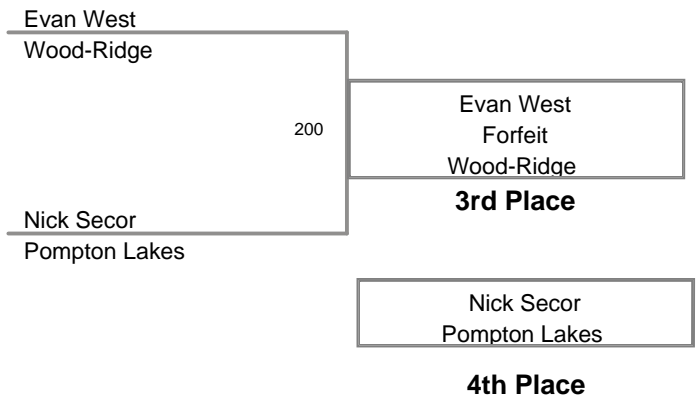 Evan West
Wood-Ridge
200
Evan West
Forfeit
Wood-Ridge
3rd Place
Nick Secor
Pompton Lakes
Nick Secor
Pompton Lakes
4th Place